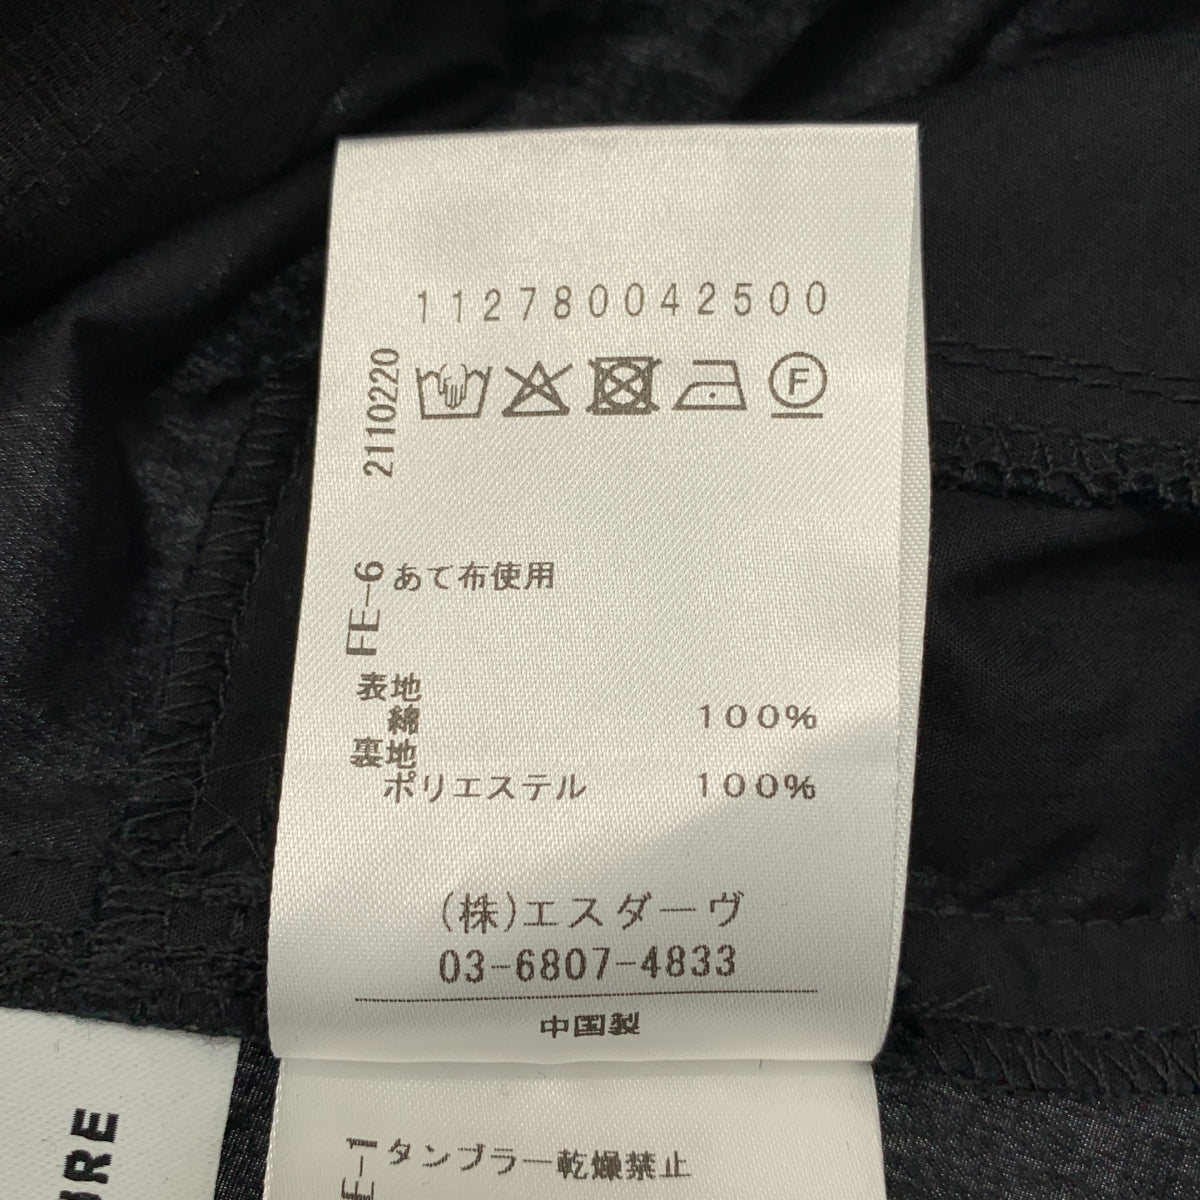 112780042500
2110220
F
FE-6
あて布使用
表地
綿 100%
裏地
ポリエステル 100%
(株)エスダーヴ
03-6807-4833
中国製
タンブラー乾燥禁止
URE